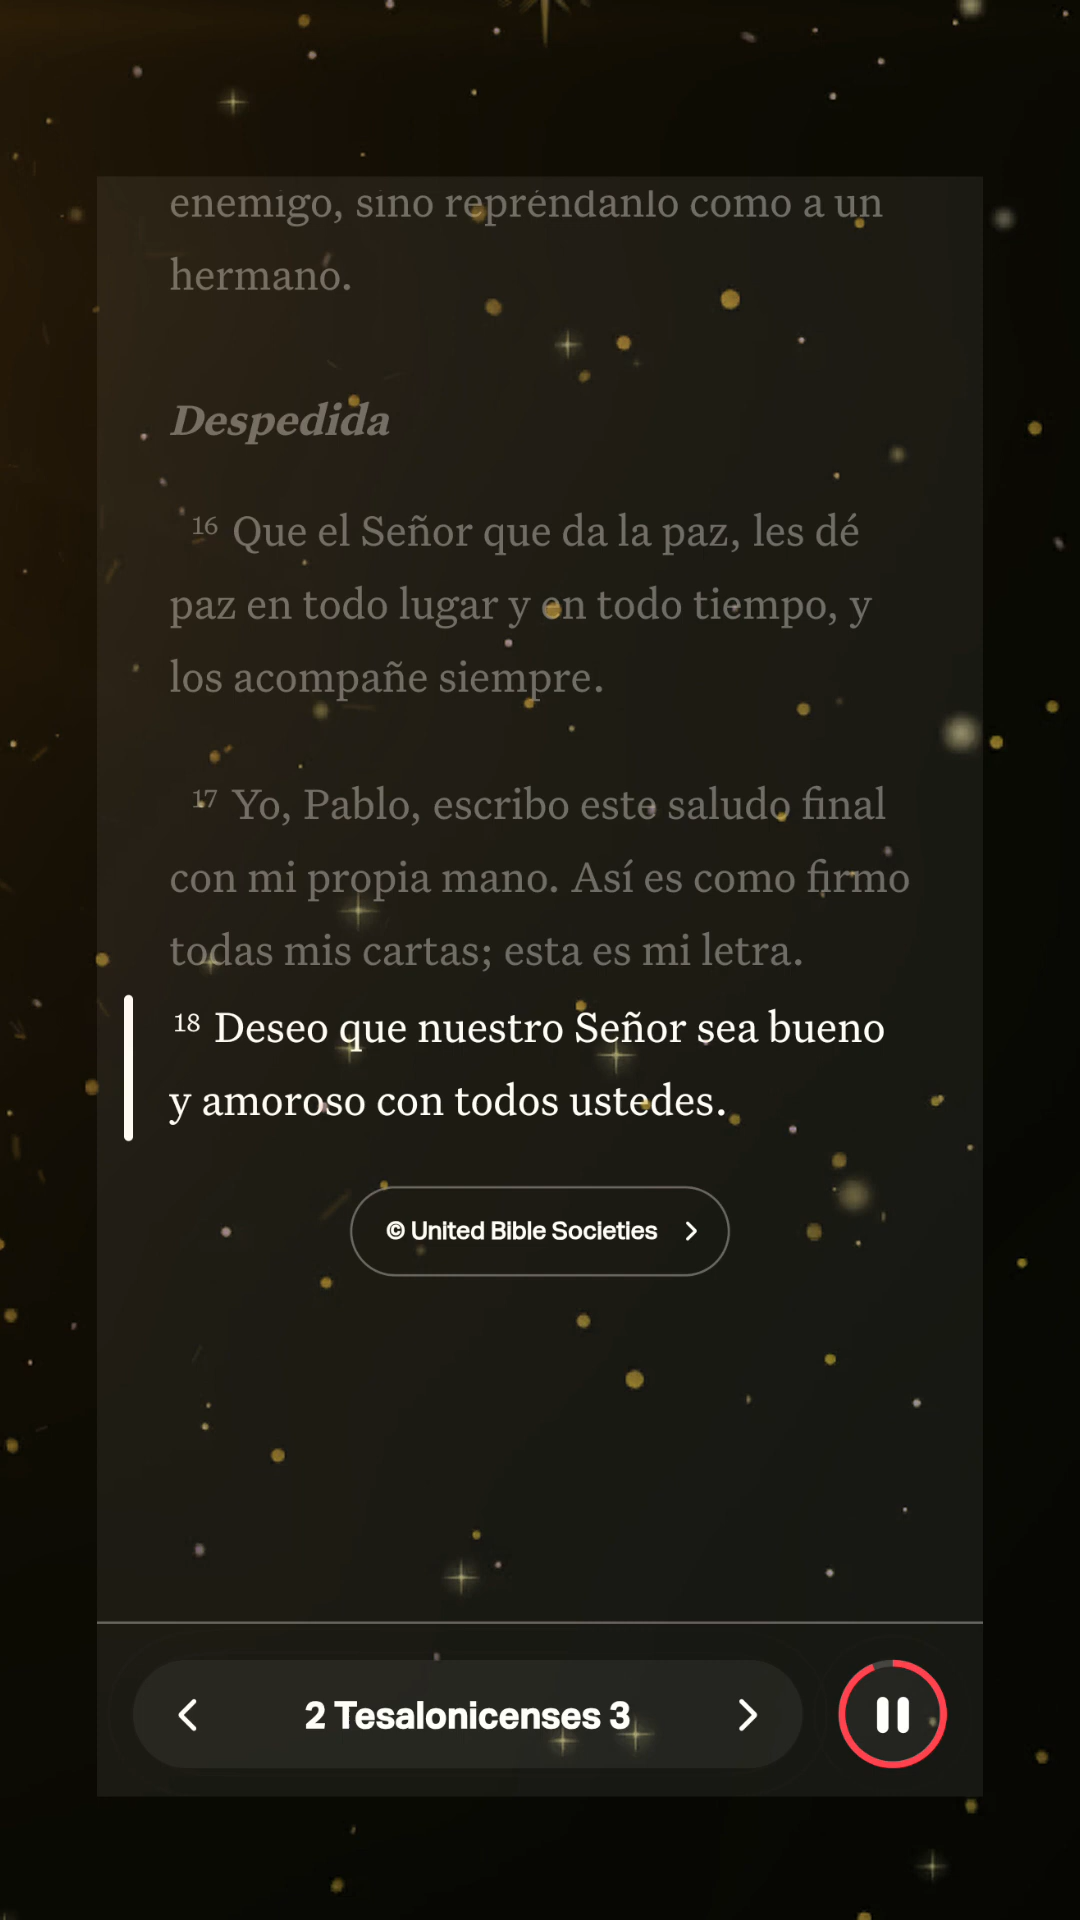 enemigo, sino repréndanlo como a un
hermano.
Despedida
16 Que el Señor que da la paz, les dé
paz en todo lugar y en todo tiempo, y
los acompañe siempre.
17 Yo, Pablo, escribo este saludo final
con mi propia mano. Así es como firmo
todas mis cartas; esta es mi letra.
18 Deseo que nuestro Señor sea bueno
y amoroso con todos ustedes.
© United Bible Societies
2 Tesalonicenses 3